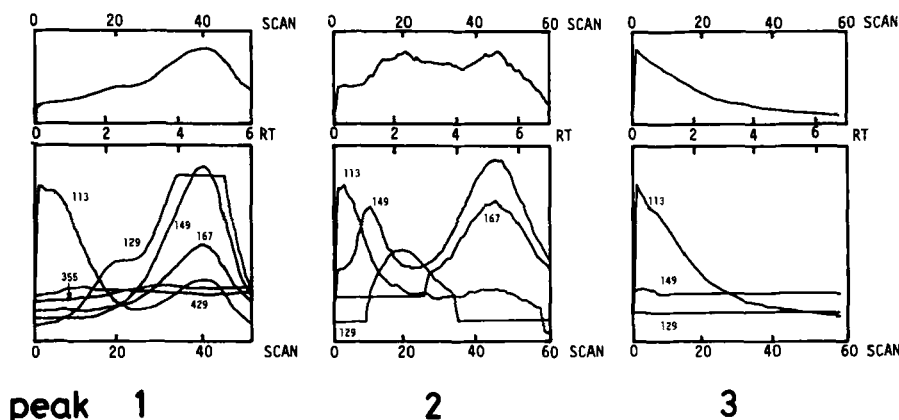 0 20 40 SCAN 0 20 40 60 SCAN 0 20 40 60 SCAN
0 2 4 6 RT 0 2 4 6 RT 0 2 4 6 RT
113 129 149 167 355 429
113 149 167 129
113 149 129
0 20 40 SCAN 0 20 40 60 SCAN 0 20 40 60 SCAN
peak 1 2 3